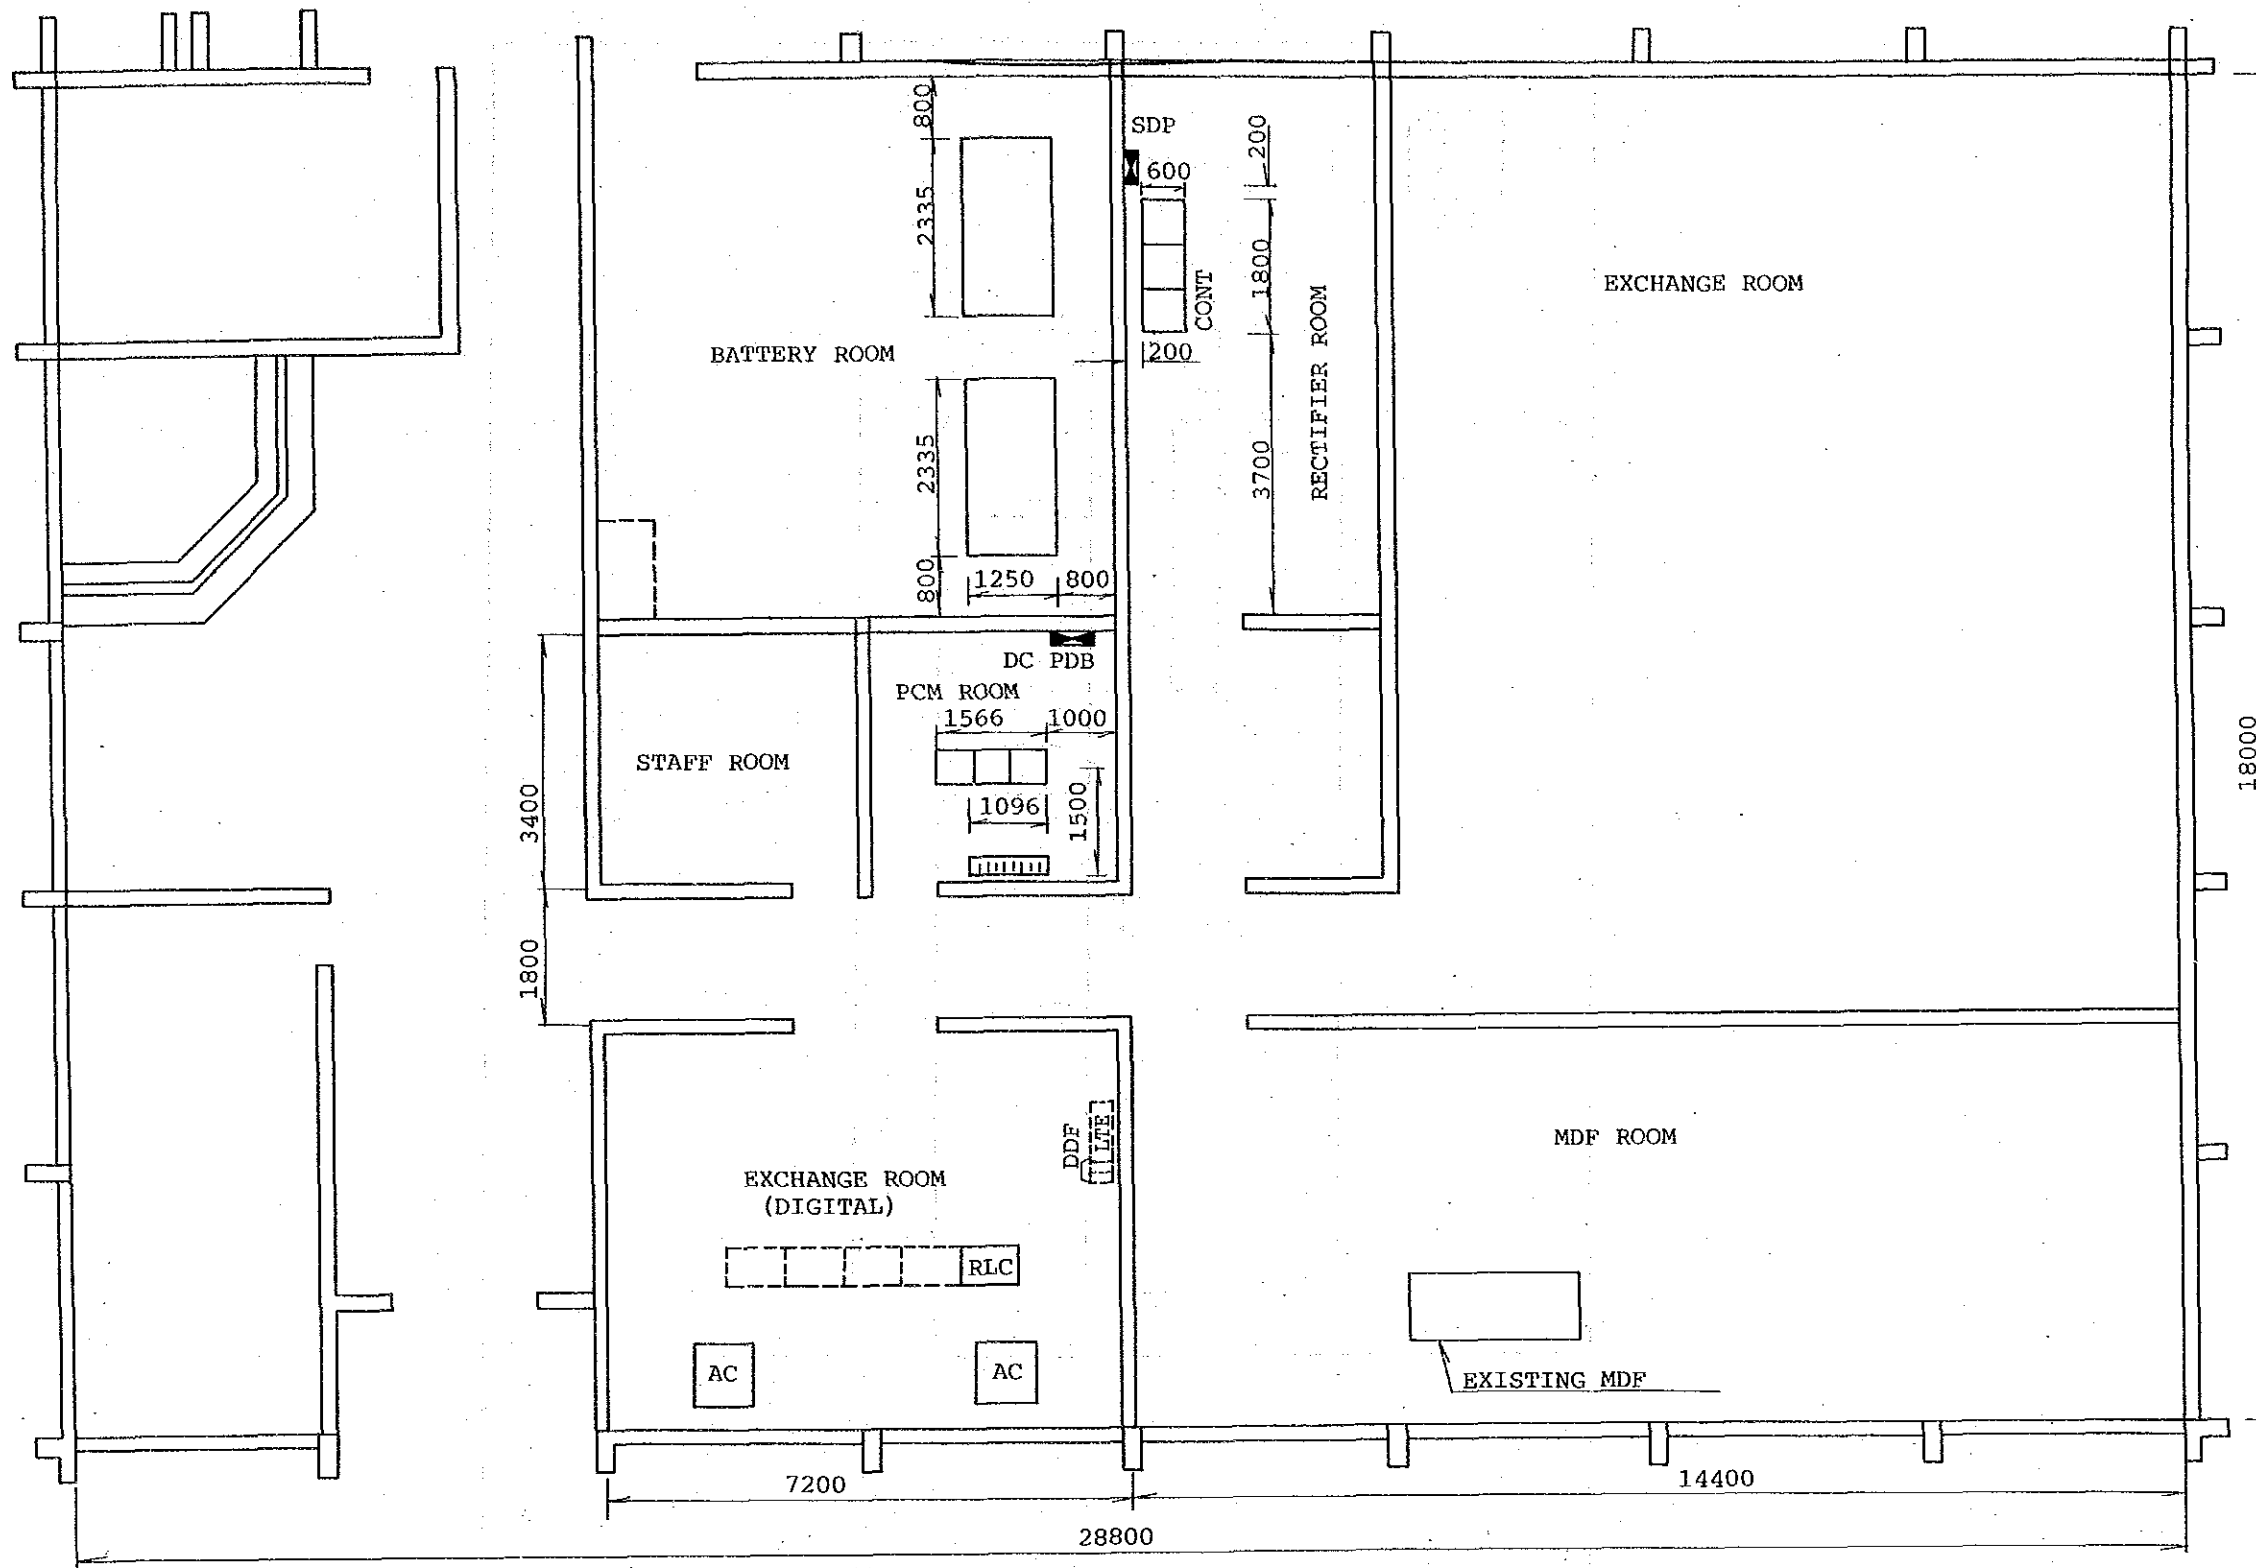 800
SDP
200
600
2335
1800
EXCHANGE ROOM
CONT
RECTIFIER ROOM
BATTERY ROOM
200
2335
3700
800
1250
800
DC PDB
PCM ROOM
1566
1000
STAFF ROOM
18000
3400
1096
1500
1800
DDF
LTE
MDF ROOM
EXCHANGE ROOM
(DIGITAL)
RLC
AC
AC
EXISTING MDF
7200
14400
28800